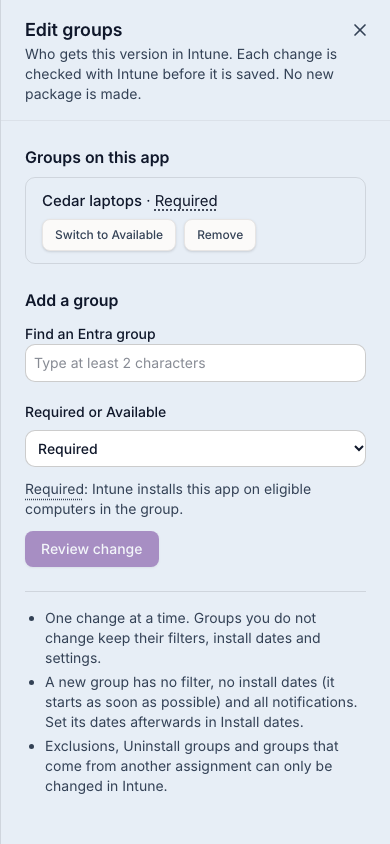 Edit groups
Who gets this version in Intune. Each change is
checked with Intune before it is saved. No new
package is made.
Groups on this app
Cedar laptops · Required
Switch to Available
Remove
Add a group
Find an Entra group
Type at least 2 characters
Required or Available
Required
Required: Intune installs this app on eligible
computers in the group.
Review change
• One change at a time. Groups you do not
change keep their filters, install dates and
settings.
• A new group has no filter, no install dates (it
starts as soon as possible) and all notifications.
Set its dates afterwards in Install dates.
• Exclusions, Uninstall groups and groups that
come from another assignment can only be
changed in Intune.